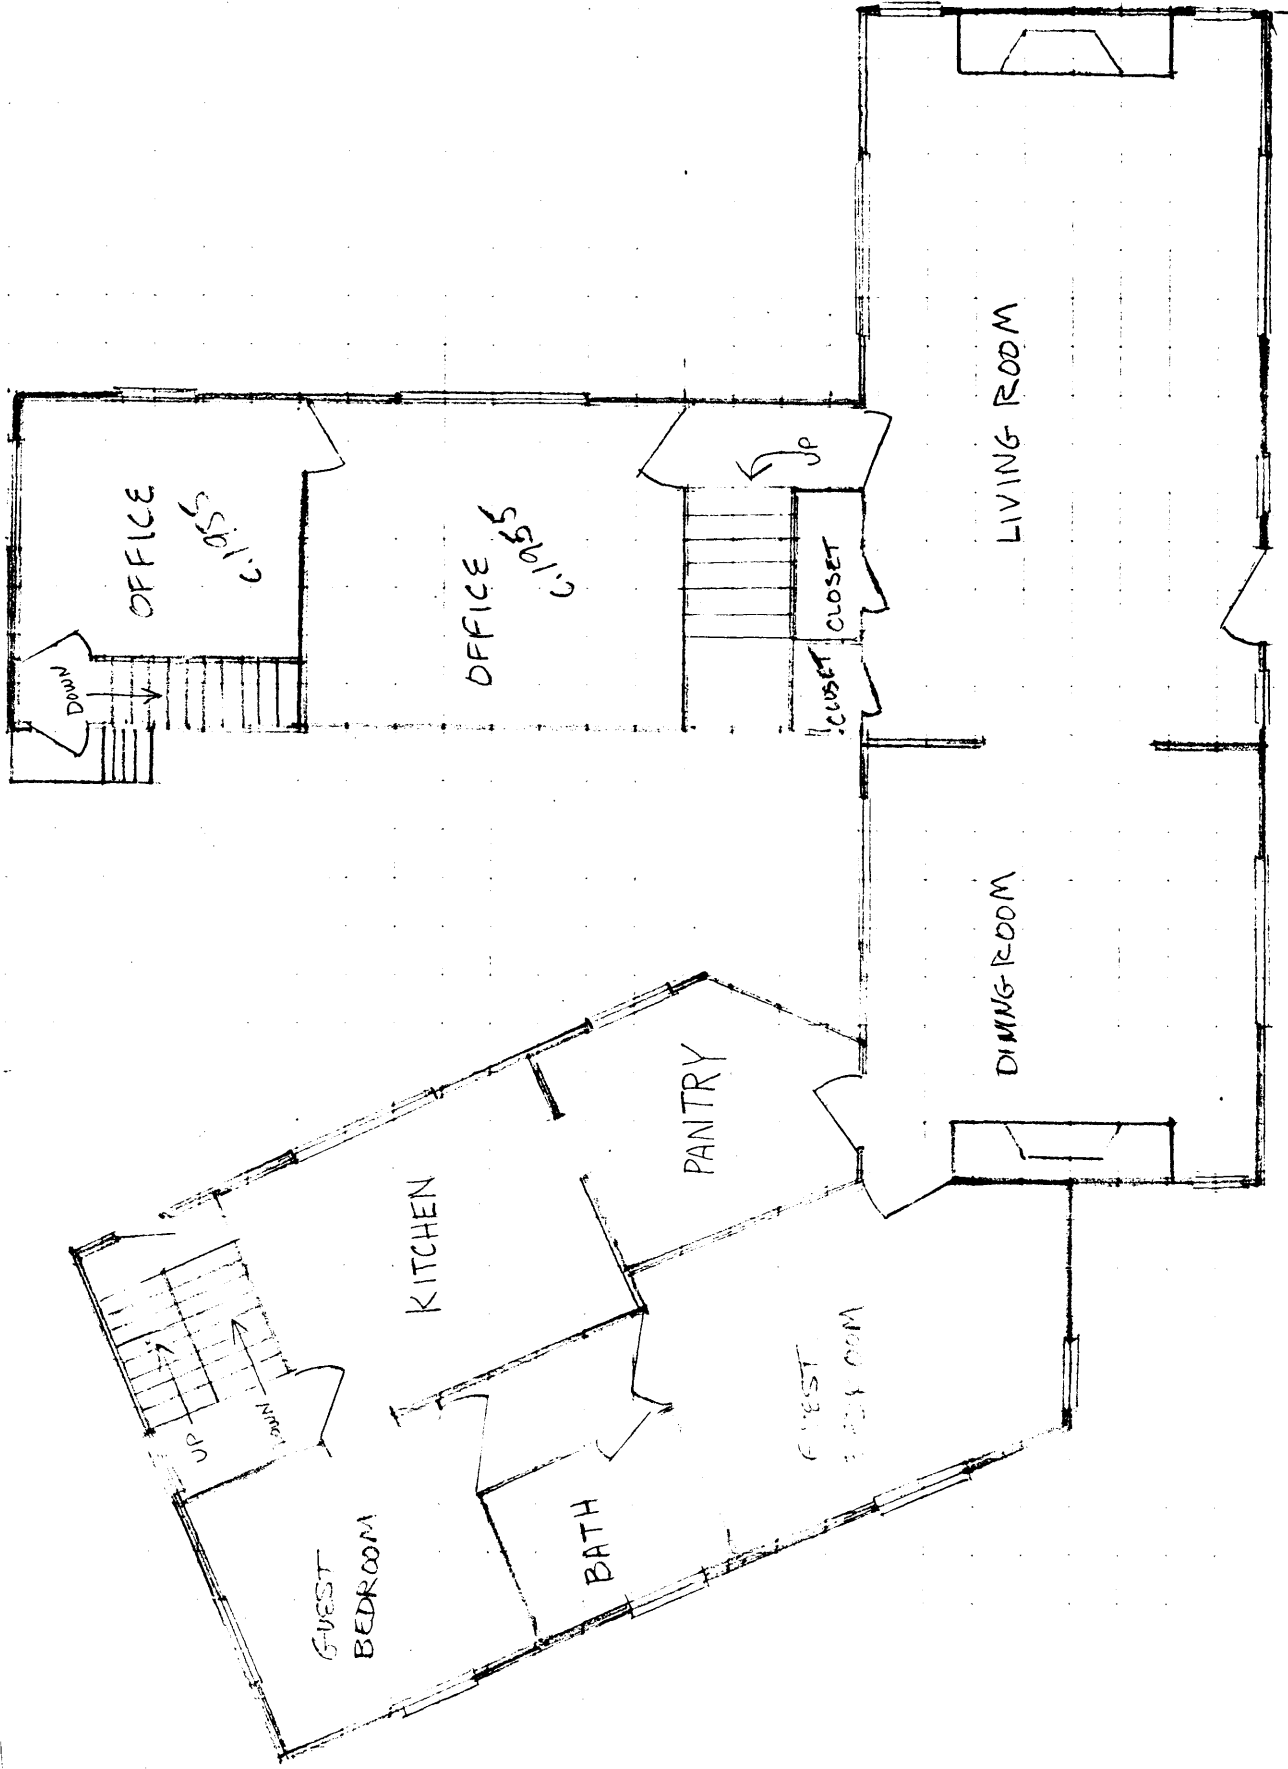 OFFICE
c.1955
DOWN
OFFICE
c.1955
UP
CLOSET
CLOSET
LIVING ROOM
DINING ROOM
PANTRY
KITCHEN
UP
DOWN
GUEST
BEDROOM
BATH
GUEST